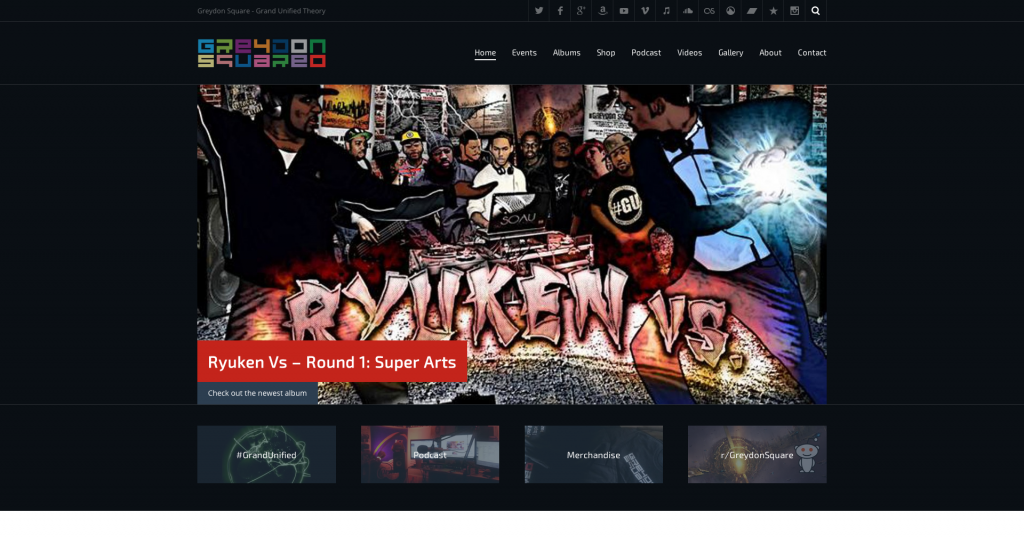 Greydon Square - Grand Unified Theory
GREYDON
SQUARED
Home Events Albums Shop Podcast Videos Gallery About Contact
#GU
SOAU
RYUKEN VS.
Ryuken Vs – Round 1: Super Arts
Check out the newest album
#GrandUnified Podcast Merchandise r/GreydonSquare